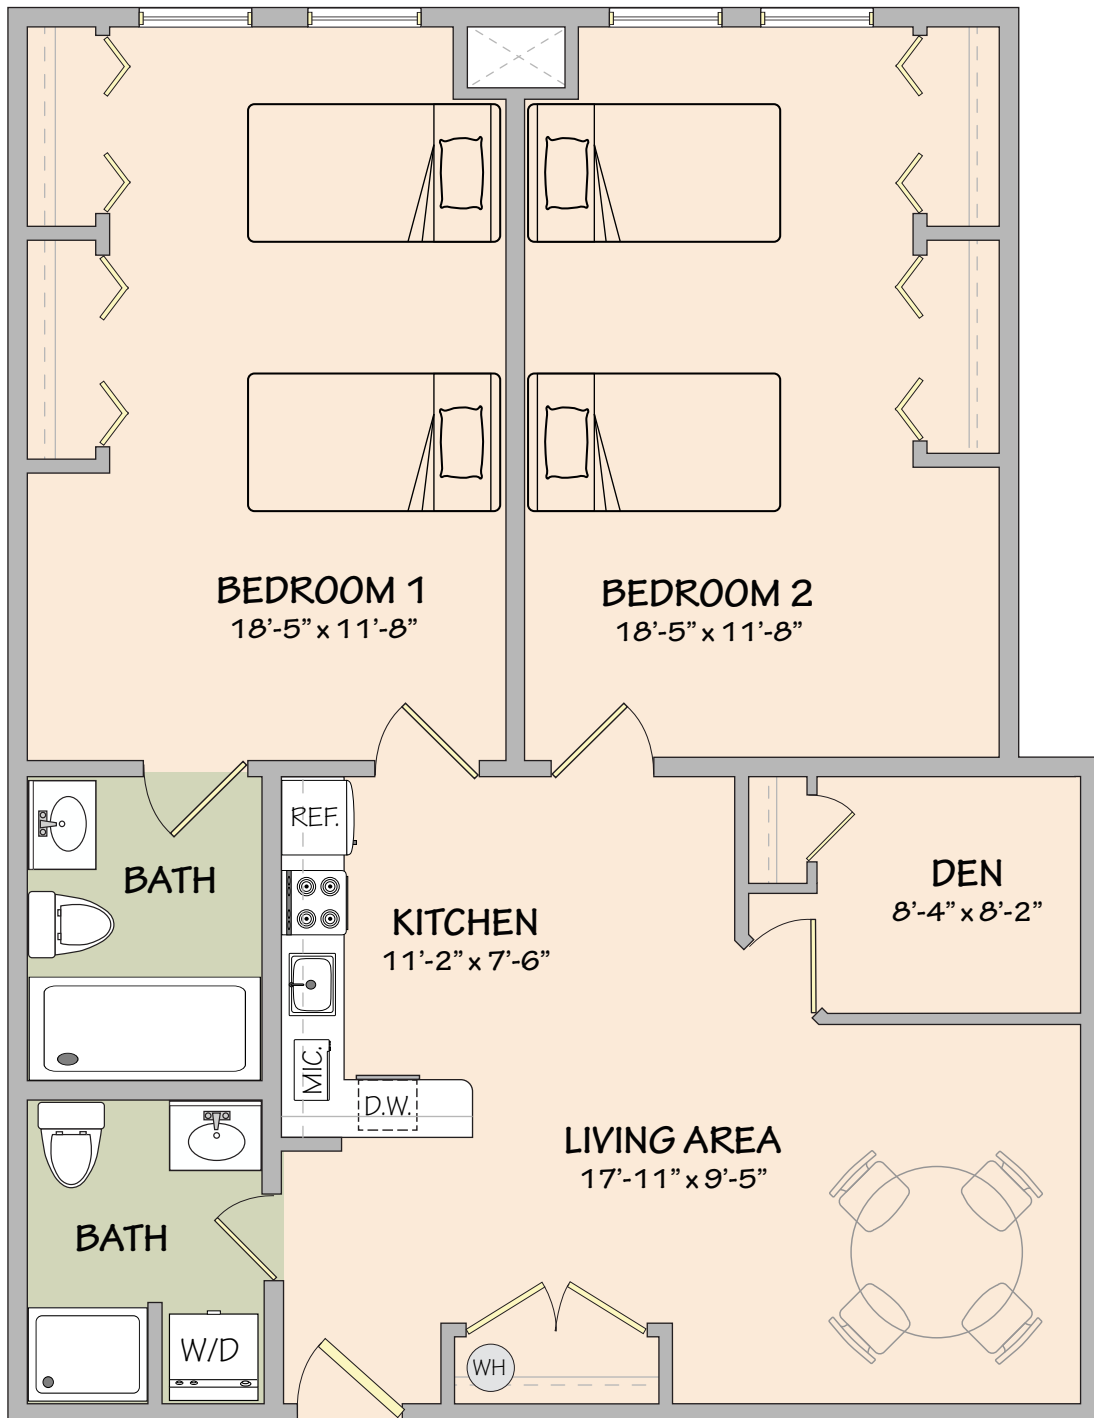 BEDROOM 1
18'-5” x 11'-8”
BEDROOM 2
18'-5” x 11'-8”
REF.
BATH
KITCHEN
11'-2” x 7'-6”
DEN
8'-4” x 8'-2”
MIC.
D.W.
LIVING AREA
17'-11” x 9'-5”
BATH
W/D
WH